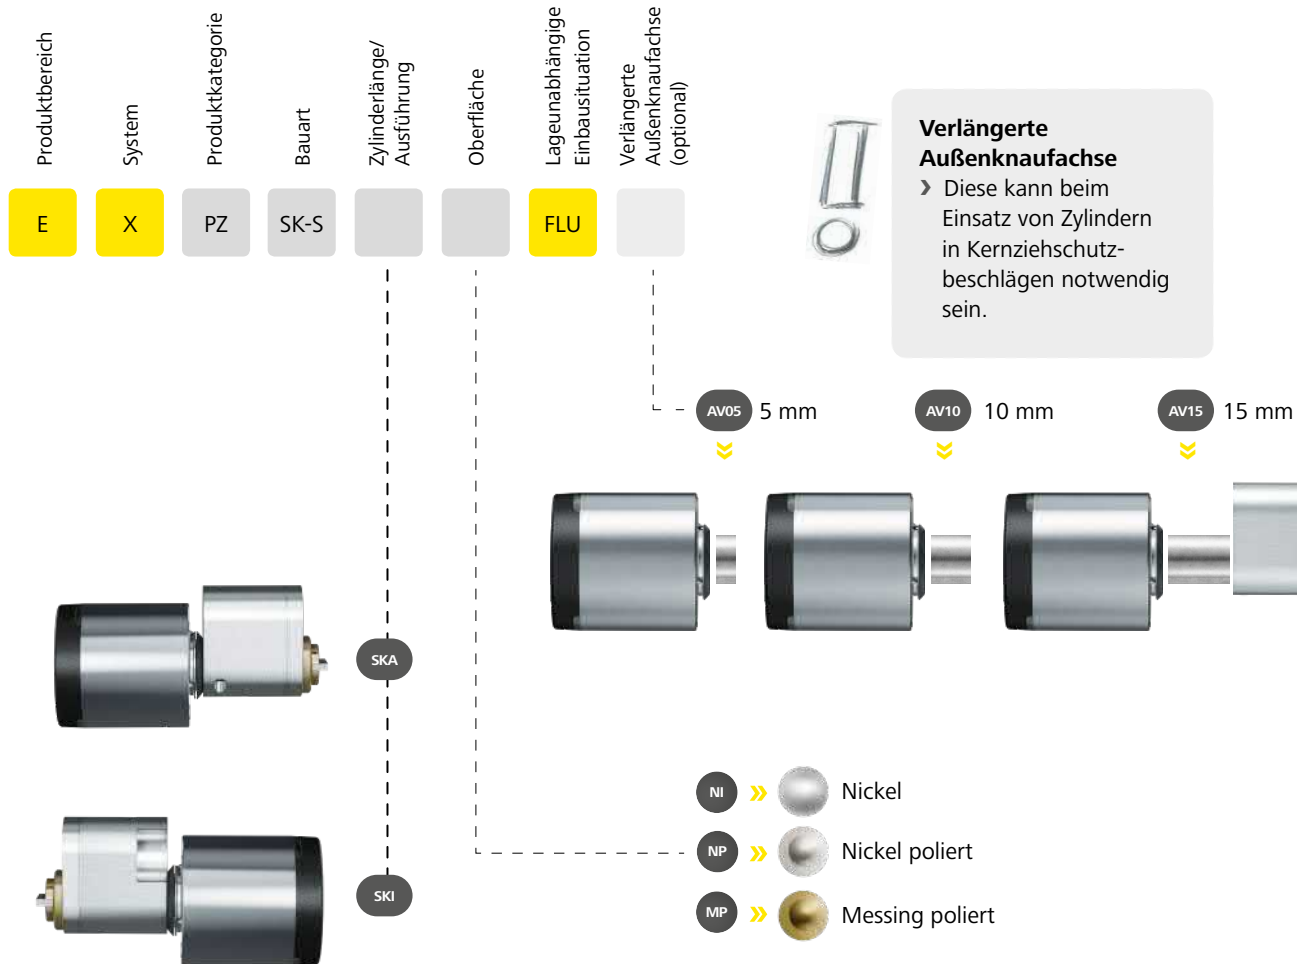 Produktbereich
System
Produktkategorie
Bauart
Zylinderlänge/
Ausführung
Oberfläche
Lageunabhängige
Einbausituation
Verlängerte
Außenknaufachse
(optional)
E
X
PZ
SK-S
FLU
Verlängerte
Außenknaufachse
› Diese kann beim
Einsatz von Zylindern
in Kernziehschutz-
beschlägen notwendig
sein.
AV05 5 mm
AV10 10 mm
AV15 15 mm
SKA
SKI
NI » Nickel
NP » Nickel poliert
MP » Messing poliert